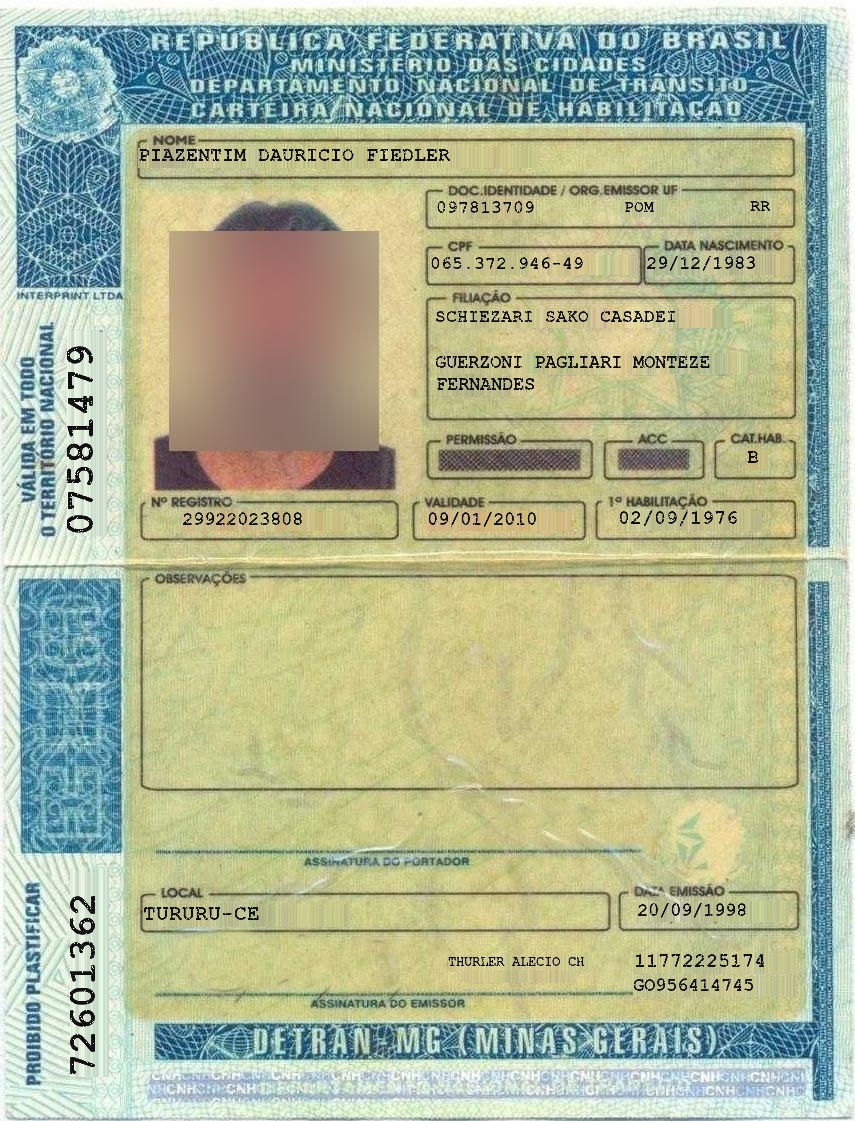 REPÚBLICA FEDERATIVA DO BRASIL
MINISTÉRIO DAS CIDADES
DEPARTAMENTO NACIONAL DE TRÂNSITO
CARTEIRA NACIONAL DE HABILITAÇÃO
NOME
PIAZENTIM DAURICIO FIEDLER
DOC.IDENTIDADE / ORG.EMISSOR UF
097813709 POM RR
CPF DATA NASCIMENTO
065.372.946-49 29/12/1983
FILIAÇÃO
SCHIEZARI SAKO CASADEI
GUERZONI PAGLIARI MONTEZE
FERNANDES
PERMISSÃO ACC CAT.HAB.
B
Nº REGISTRO VALIDADE 1ª HABILITAÇÃO
29922023808 09/01/2010 02/09/1976
INTERPRINT LTDA
VÁLIDA EM TODO
O TERRITÓRIO NACIONAL
07581479
OBSERVAÇÕES
ASSINATURA DO PORTADOR
LOCAL DATA EMISSÃO
TURURU-CE 20/09/1998
THURLER ALECIO CH 11772225174
GO956414745
ASSINATURA DO EMISSOR
PROIBIDO PLASTIFICAR
72601362
DETRAN-MG (MINAS GERAIS)
CNHCNHCNHCNHCNHCNHCNHCNHCNHCNH